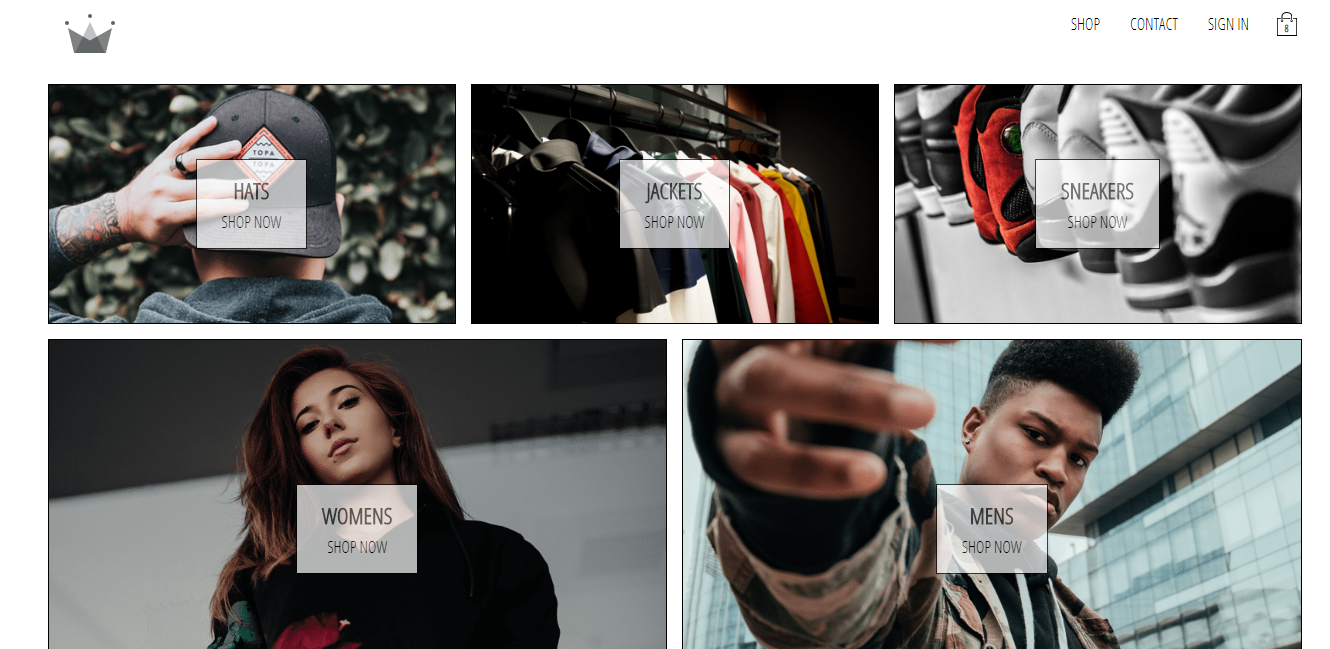 SHOP
CONTACT
SIGN IN
8
TOPA
TOPA
HATS
SHOP NOW
JACKETS
SHOP NOW
SNEAKERS
SHOP NOW
WOMENS
SHOP NOW
MENS
SHOP NOW